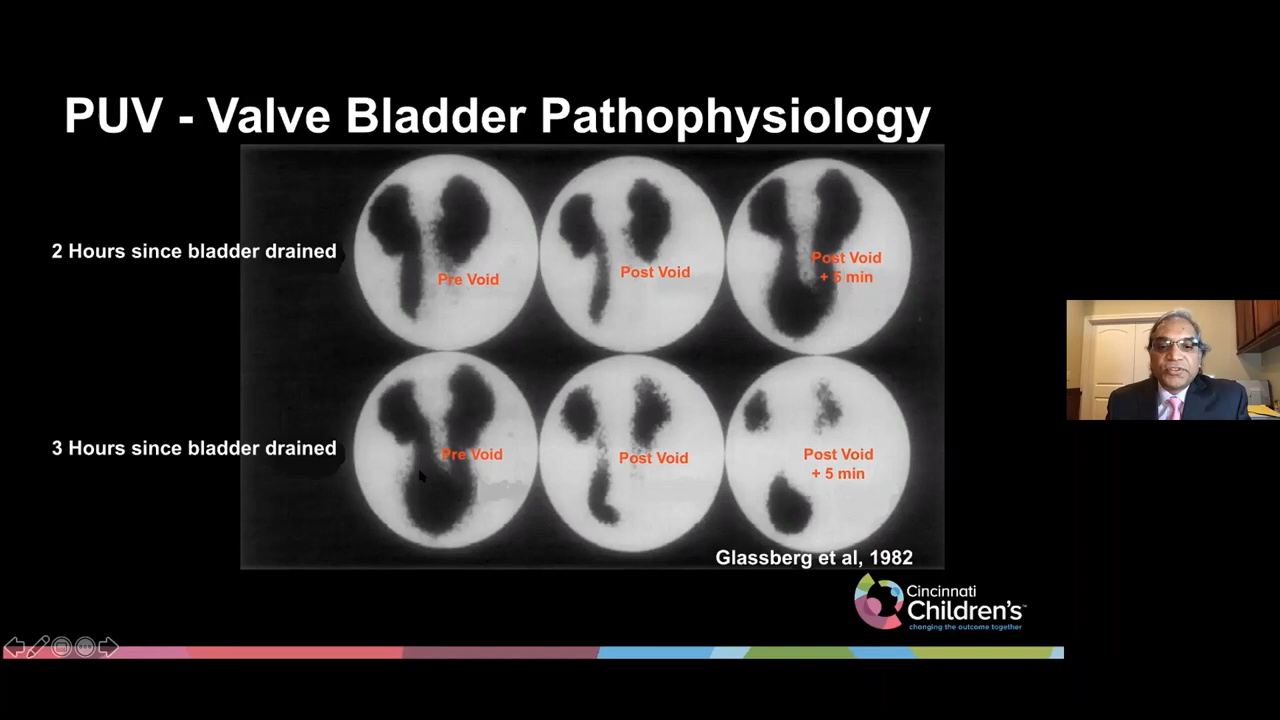 PUV - Valve Bladder Pathophysiology
2 Hours since bladder drained
Pre Void
Post Void
Post Void
+ 5 min
3 Hours since bladder drained
Pre Void
Post Void
Post Void
+ 5 min
Glassberg et al, 1982
Cincinnati
Children's™
changing the outcome together